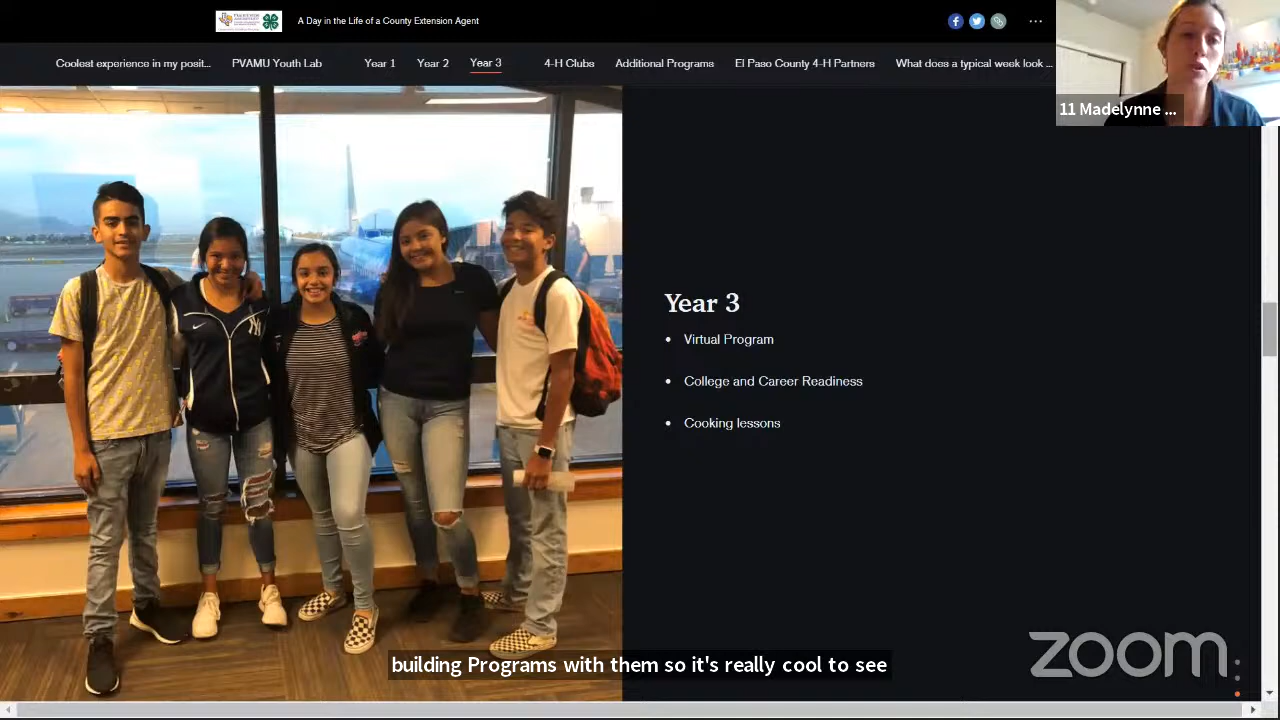 A Day in the Life of a County Extension Agent
Coolest experience in my posit...
PVAMU Youth Lab
Year 1
Year 2
Year 3
4-H Clubs
Additional Programs
El Paso County 4-H Partners
What does a typical week look ...
11 Madelynne ...
Year 3
• Virtual Program
• College and Career Readiness
• Cooking lessons
building Programs with them so it's really cool to see
zoom